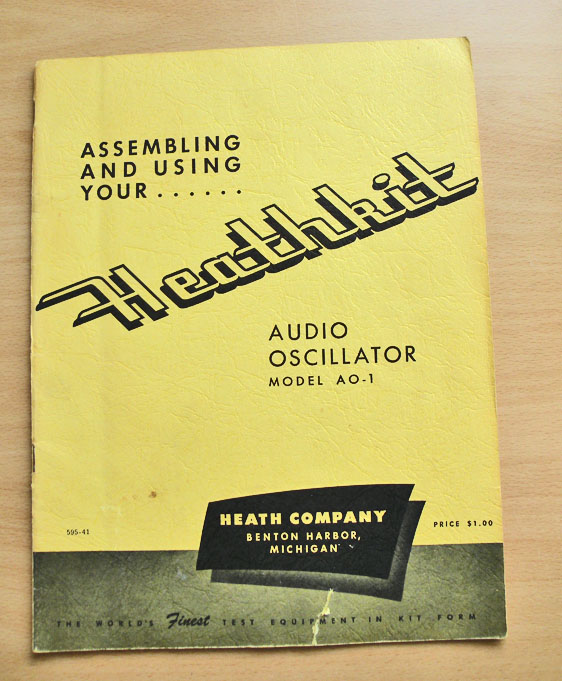 ASSEMBLING
AND USING
YOUR......
Heathkit
AUDIO
OSCILLATOR
MODEL AO-1
HEATH COMPANY
BENTON HARBOR,
MICHIGAN
595-41
PRICE $1.00
THE WORLD'S Finest TEST EQUIPMENT IN KIT FORM